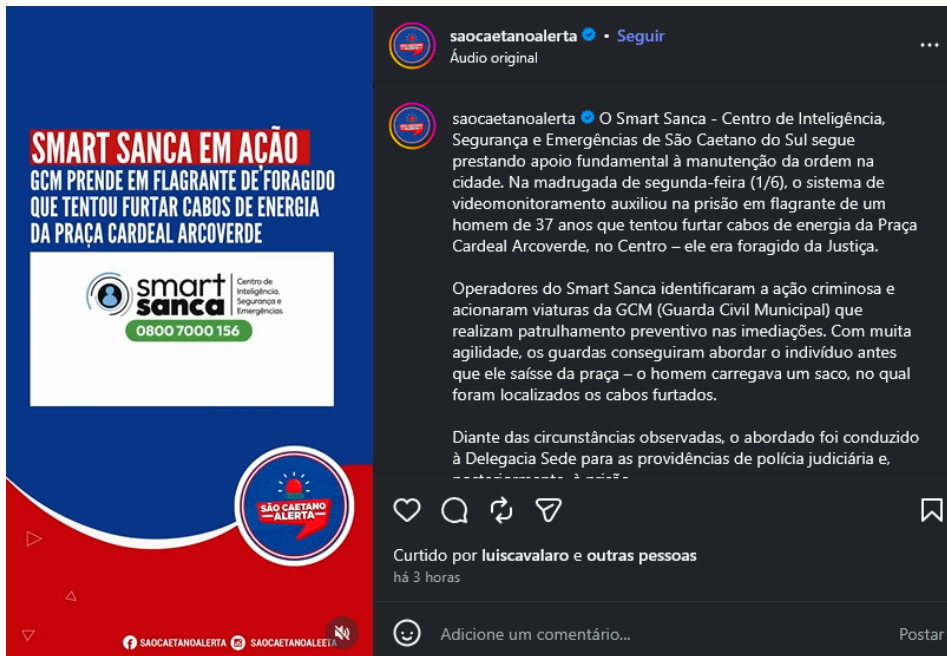 SMART SANCA EM AÇÃO
GCM PRENDE EM FLAGRANTE DE FORAGIDO
QUE TENTOU FURTAR CABOS DE ENERGIA
DA PRAÇA CARDEAL ARCOVERDE
smart
sanca
Centro de
Inteligência,
Segurança e
Emergências
0800 7000 156
SÃO CAETANO
ALERTA
SAOCAETANOALERTA
SAOCAETANOALEETA
saocaetanoalerta • Seguir
Áudio original
saocaetanoalerta O Smart Sanca - Centro de Inteligência,
Segurança e Emergências de São Caetano do Sul segue
prestando apoio fundamental à manutenção da ordem na
cidade. Na madrugada de segunda-feira (1/6), o sistema de
videomonitoramento auxiliou na prisão em flagrante de um
homem de 37 anos que tentou furtar cabos de energia da Praça
Cardeal Arcoverde, no Centro – ele era foragido da Justiça.
Operadores do Smart Sanca identificaram a ação criminosa e
acionaram viaturas da GCM (Guarda Civil Municipal) que
realizam patrulhamento preventivo nas imediações. Com muita
agilidade, os guardas conseguiram abordar o indivíduo antes
que ele saísse da praça – o homem carregava um saco, no qual
foram localizados os cabos furtados.
Diante das circunstâncias observadas, o abordado foi conduzido
à Delegacia Sede para as providências de polícia judiciária e,
posteriormente, à prisão.
Curtido por luiscavalaro e outras pessoas
há 3 horas
Adicione um comentário...
Postar